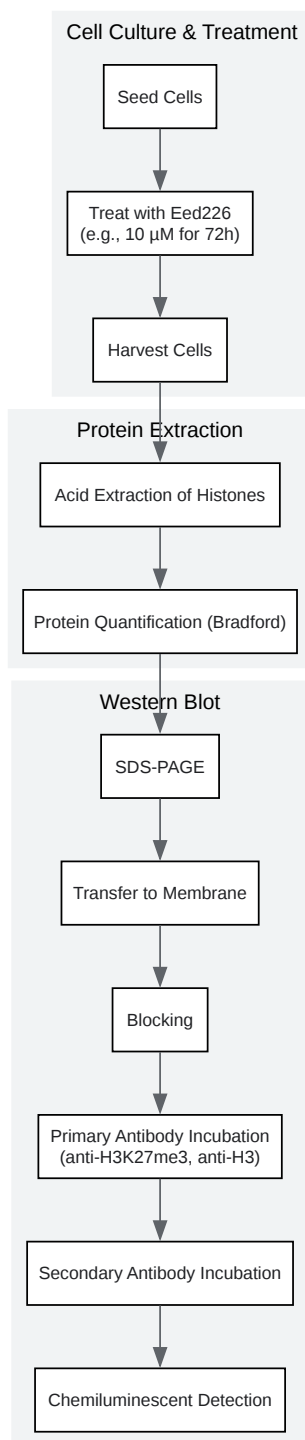 Cell Culture & Treatment
Seed Cells
Treat with Eed226
(e.g., 10 µM for 72h)
Harvest Cells
Protein Extraction
Acid Extraction of Histones
Protein Quantification (Bradford)
Western Blot
SDS-PAGE
Transfer to Membrane
Blocking
Primary Antibody Incubation
(anti-H3K27me3, anti-H3)
Secondary Antibody Incubation
Chemiluminescent Detection